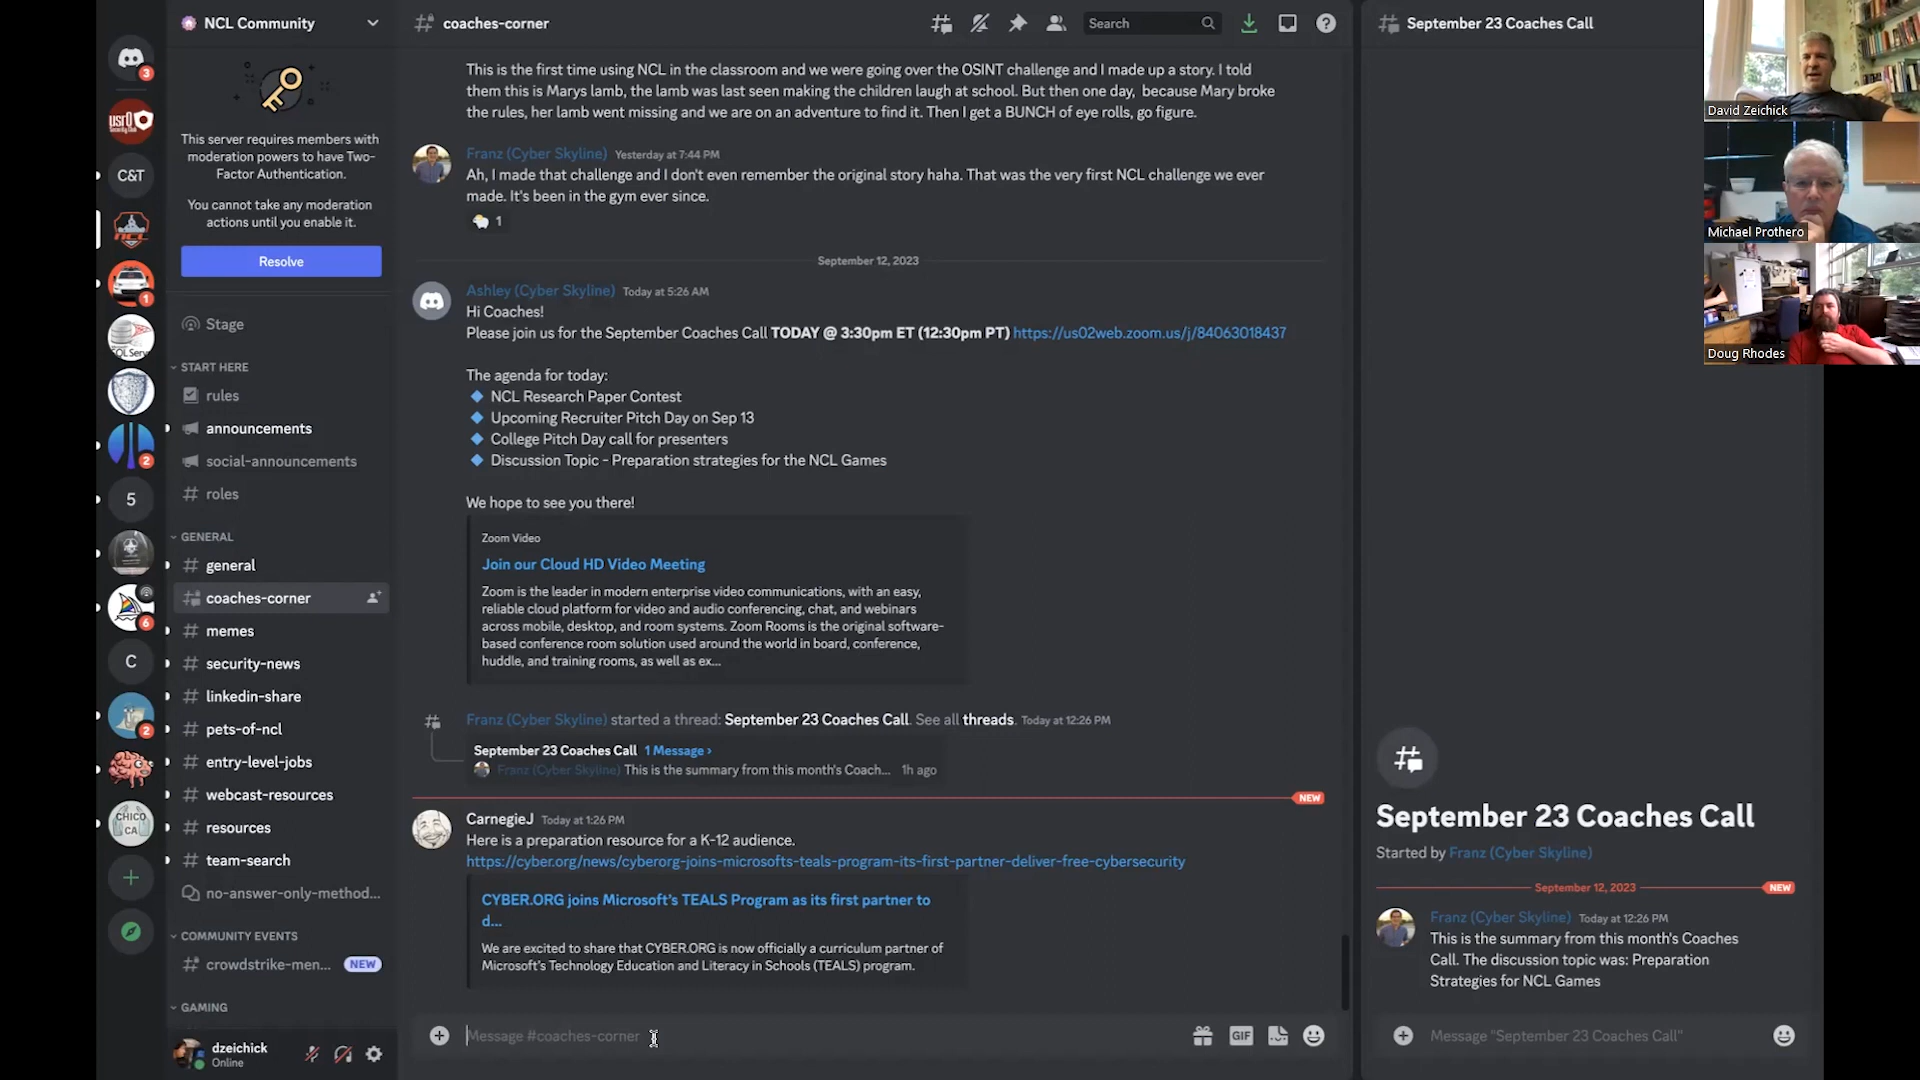 NCL Community
This server requires members with
moderation powers to have Two-
Factor Authentication.
You cannot take any moderation
actions until you enable it.
Resolve
Stage
START HERE
rules
announcements
social-announcements
roles
GENERAL
general
coaches-corner
memes
security-news
linkedin-share
pets-of-ncl
entry-level-jobs
webcast-resources
resources
team-search
no-answer-only-method...
COMMUNITY EVENTS
crowdstrike-men... NEW
GAMING
dzeichick
Online
3
usr0
C&T
NCL
1
SQL Serv
2
5
6
C
2
CHICO
CA
coaches-corner
Search
This is the first time using NCL in the classroom and we were going over the OSINT challenge and I made up a story. I told
them this is Marys lamb, the lamb was last seen making the children laugh at school. But then one day, because Mary broke
the rules, her lamb went missing and we are on an adventure to find it. Then I get a BUNCH of eye rolls, go figure.
Franz (Cyber Skyline) Yesterday at 7:44 PM
Ah, I made that challenge and I don't even remember the original story haha. That was the very first NCL challenge we ever
made. It's been in the gym ever since.
1
September 12, 2023
Ashley (Cyber Skyline) Today at 5:26 AM
Hi Coaches!
Please join us for the September Coaches Call TODAY @ 3:30pm ET (12:30pm PT) https://us02web.zoom.us/j/84063018437
The agenda for today:
NCL Research Paper Contest
Upcoming Recruiter Pitch Day on Sep 13
College Pitch Day call for presenters
Discussion Topic - Preparation strategies for the NCL Games
We hope to see you there!
Zoom Video
Join our Cloud HD Video Meeting
Zoom is the leader in modern enterprise video communications, with an easy,
reliable cloud platform for video and audio conferencing, chat, and webinars
across mobile, desktop, and room systems. Zoom Rooms is the original software-
based conference room solution used around the world in board, conference,
huddle, and training rooms, as well as ex...
Franz (Cyber Skyline) started a thread: September 23 Coaches Call. See all threads. Today at 12:26 PM
September 23 Coaches Call 1 Message ›
Franz (Cyber Skyline) This is the summary from this month's Coach... 1h ago
NEW
CarnegieJ Today at 1:26 PM
Here is a preparation resource for a K-12 audience.
https://cyber.org/news/cyberorg-joins-microsofts-teals-program-its-first-partner-deliver-free-cybersecurity
CYBER.ORG joins Microsoft's TEALS Program as its first partner to
d...
We are excited to share that CYBER.ORG is now officially a curriculum partner of
Microsoft's Technology Education and Literacy in Schools (TEALS) program.
Message #coaches-corner
GIF
September 23 Coaches Call
David Zeichick
Michael Prothero
Doug Rhodes
September 23 Coaches Call
Started by Franz (Cyber Skyline)
September 12, 2023 NEW
Franz (Cyber Skyline) Today at 12:26 PM
This is the summary from this month's Coaches
Call. The discussion topic was: Preparation
Strategies for NCL Games
Message "September 23 Coaches Call"